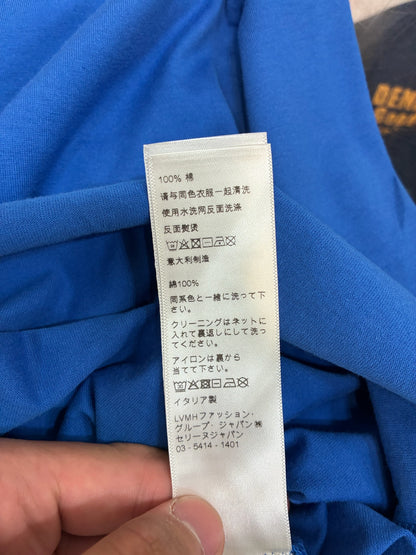 100% 棉
请与同色衣服一起清洗
使用水洗网反面洗涤
反面熨烫
意大利制造
綿100%
同系色と一緒に洗って下
さい。
クリーニングはネットに
入れて裏返しにして洗っ
て下さい。
アイロンは裏から
当てて下さい。
イタリア製
LVMHファッション・
グループ・ジャパン㈱
セリーヌジャパン
03 - 5414 - 1401
DEN